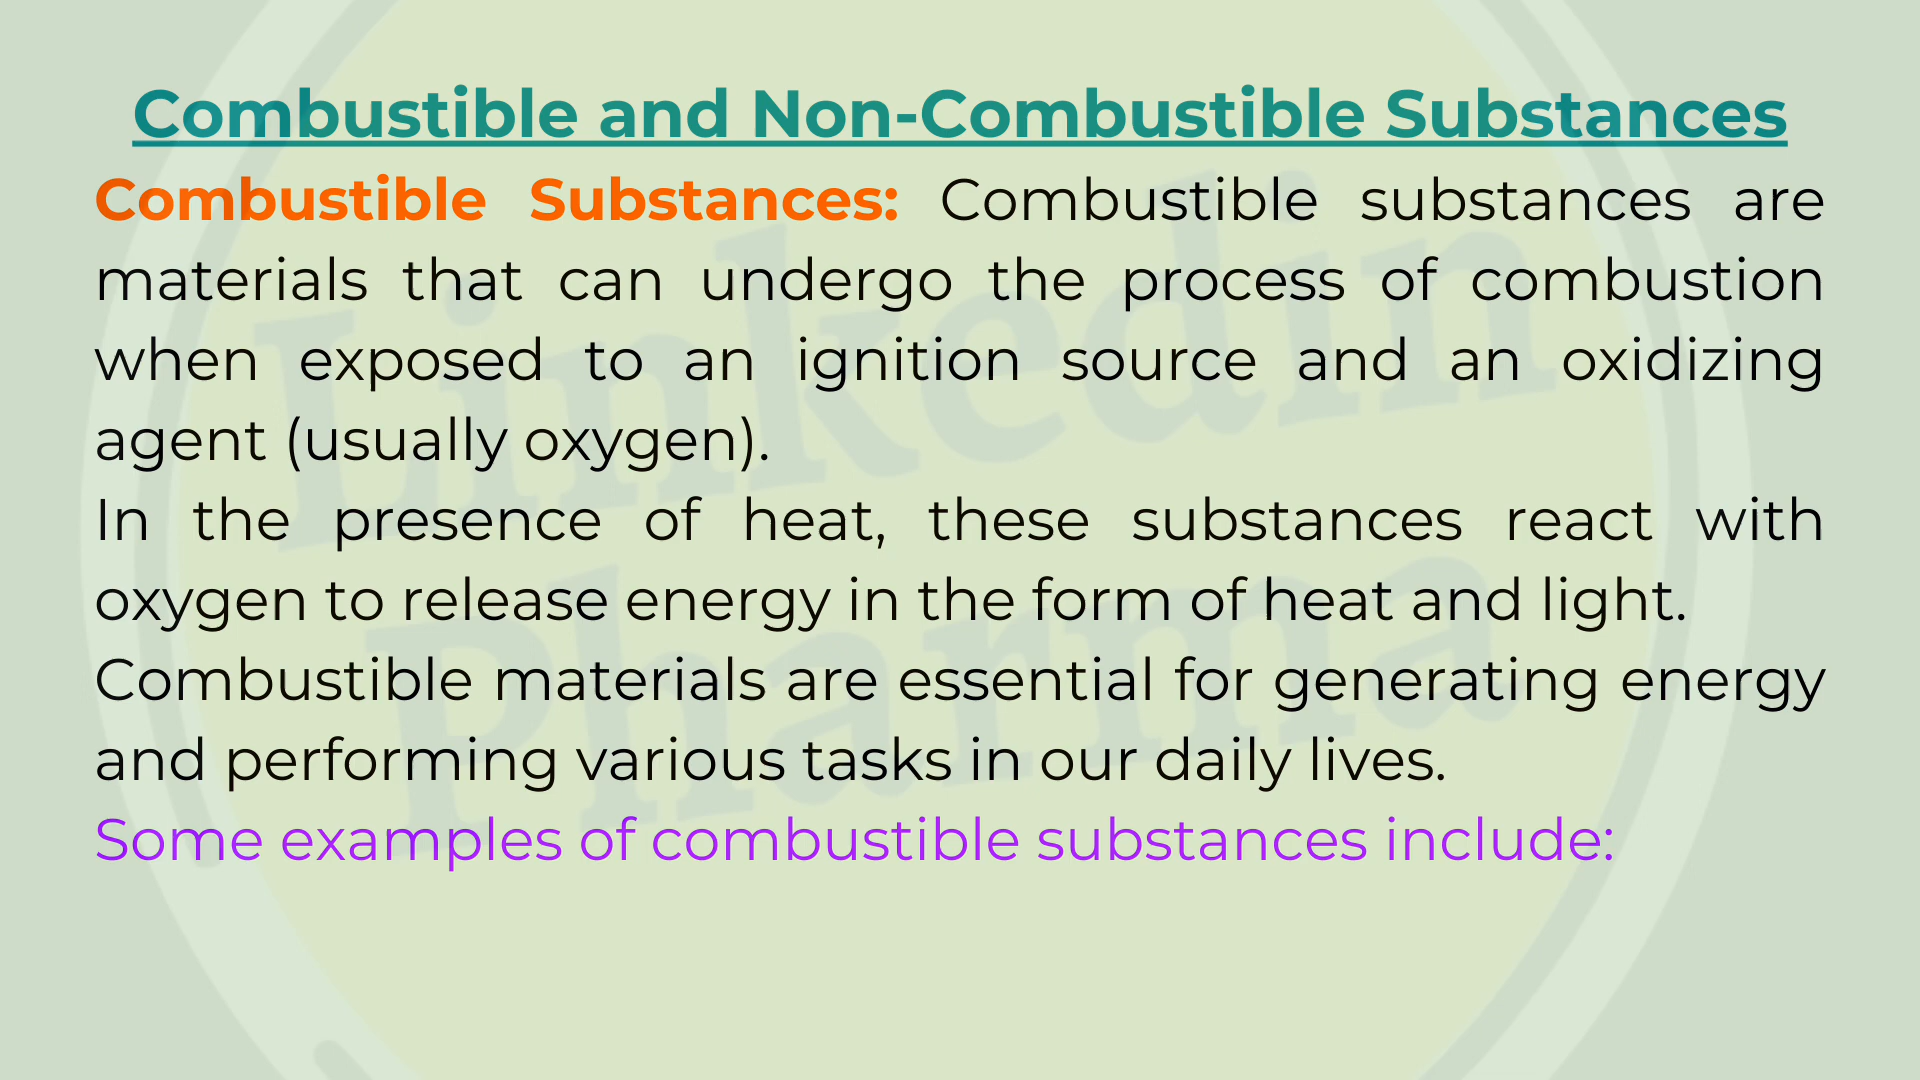 Combustible and Non-Combustible Substances
Combustible Substances: Combustible substances are
materials that can undergo the process of combustion
when exposed to an ignition source and an oxidizing
agent (usually oxygen).
In the presence of heat, these substances react with
oxygen to release energy in the form of heat and light.
Combustible materials are essential for generating energy
and performing various tasks in our daily lives.
Some examples of combustible substances include:
Linkedin
Pharma